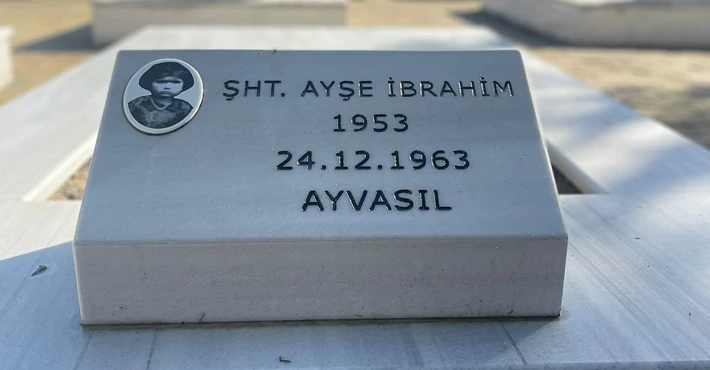 ŞHT. AYŞE İBRAHİM
1953
24.12.1963
AYVASIL